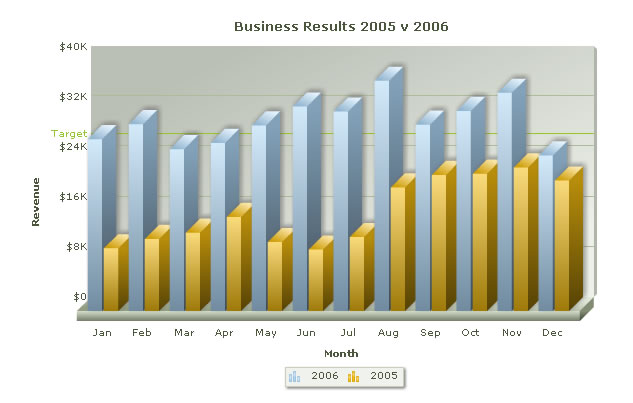 Business Results 2005 v 2006
$40K
$32K
Target
$24K
$16K
$8K
$0
Revenue
Jan Feb Mar Apr May Jun Jul Aug Sep Oct Nov Dec
Month
2006 2005